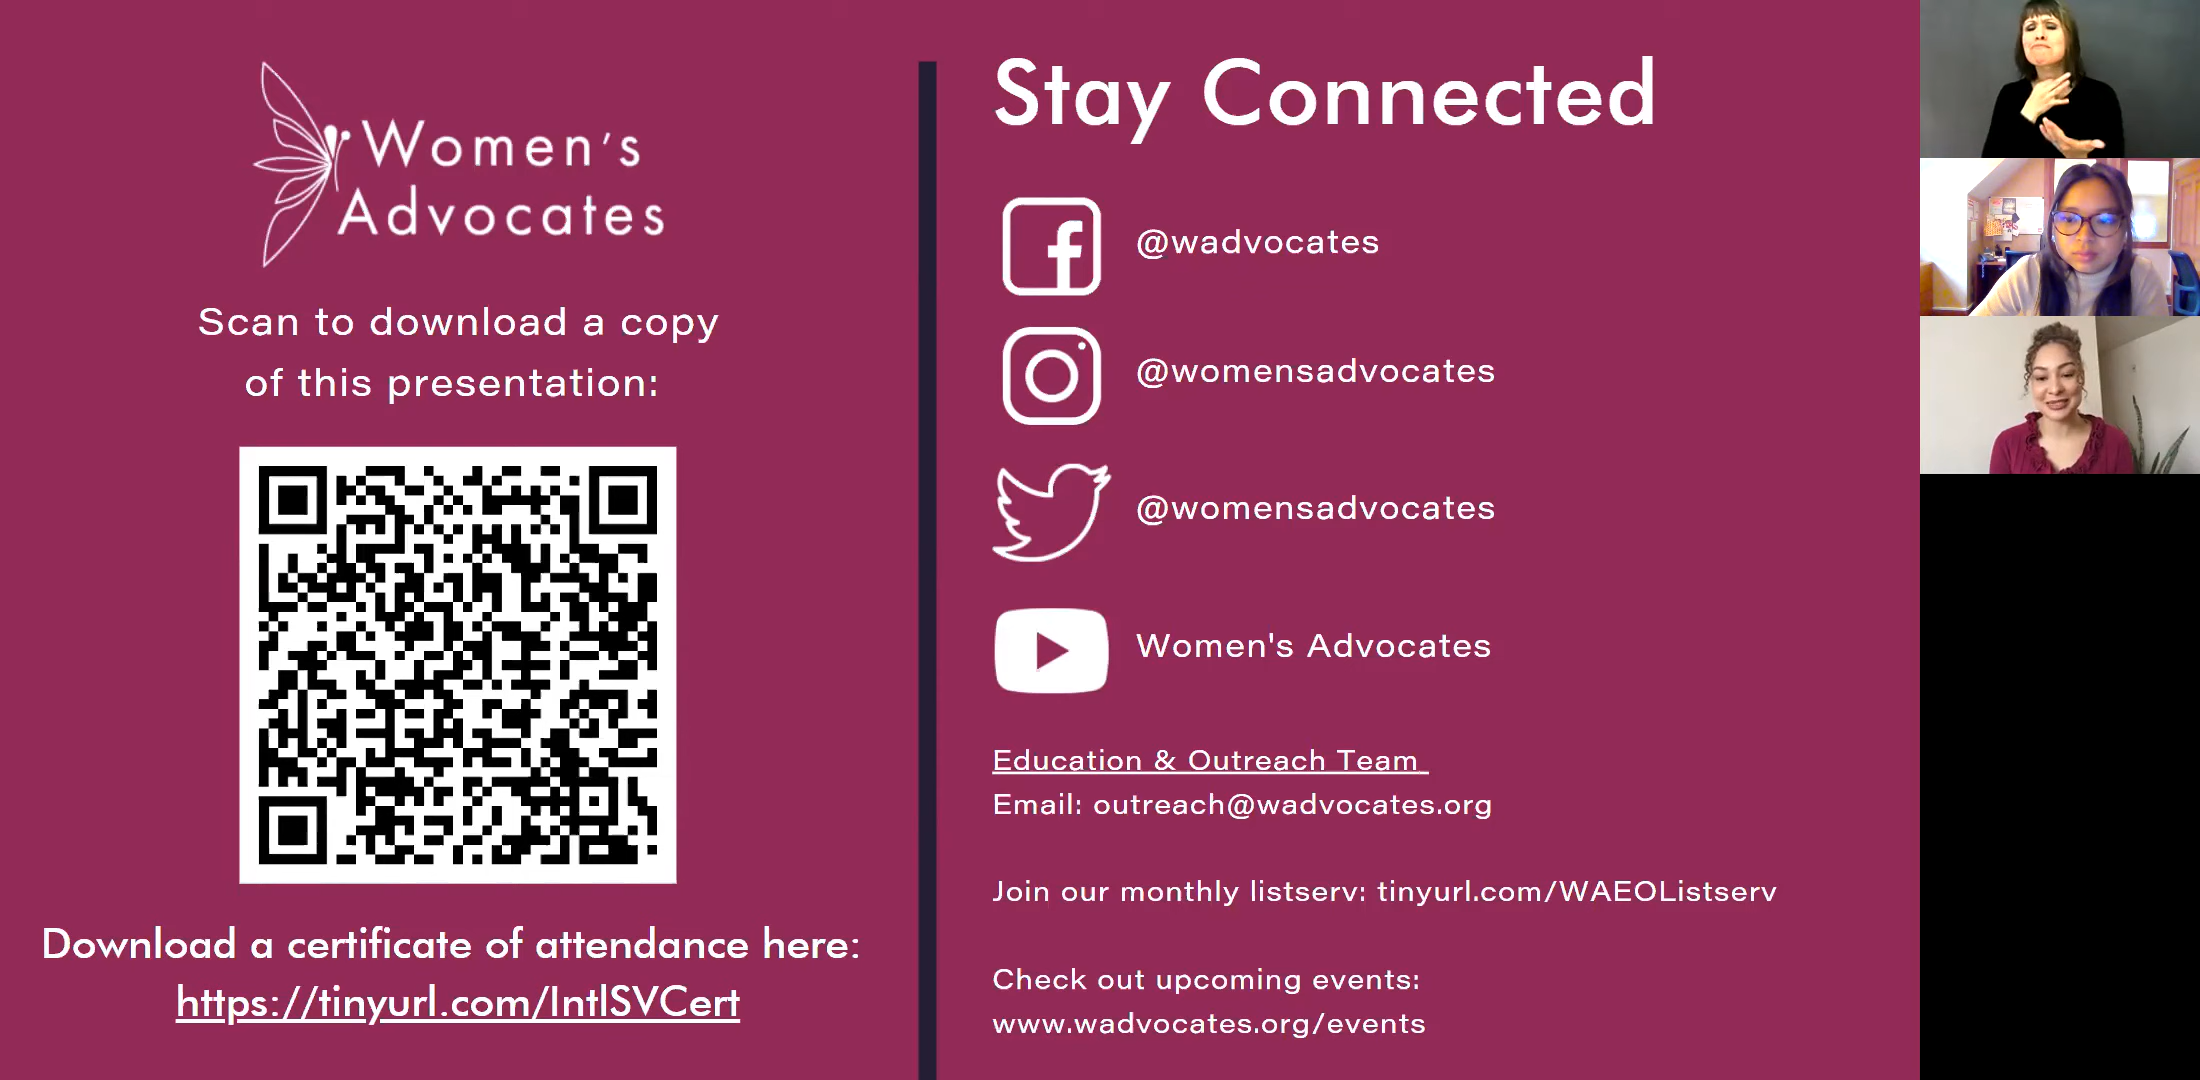 Women's
Advocates
Scan to download a copy
of this presentation:
Download a certificate of attendance here:
https://tinyurl.com/IntlSVCert
Stay Connected
@wadvocates
@womensadvocates
@womensadvocates
Women's Advocates
Education & Outreach Team
Email: outreach@wadvocates.org
Join our monthly listserv: tinyurl.com/WAEOListserv
Check out upcoming events:
www.wadvocates.org/events